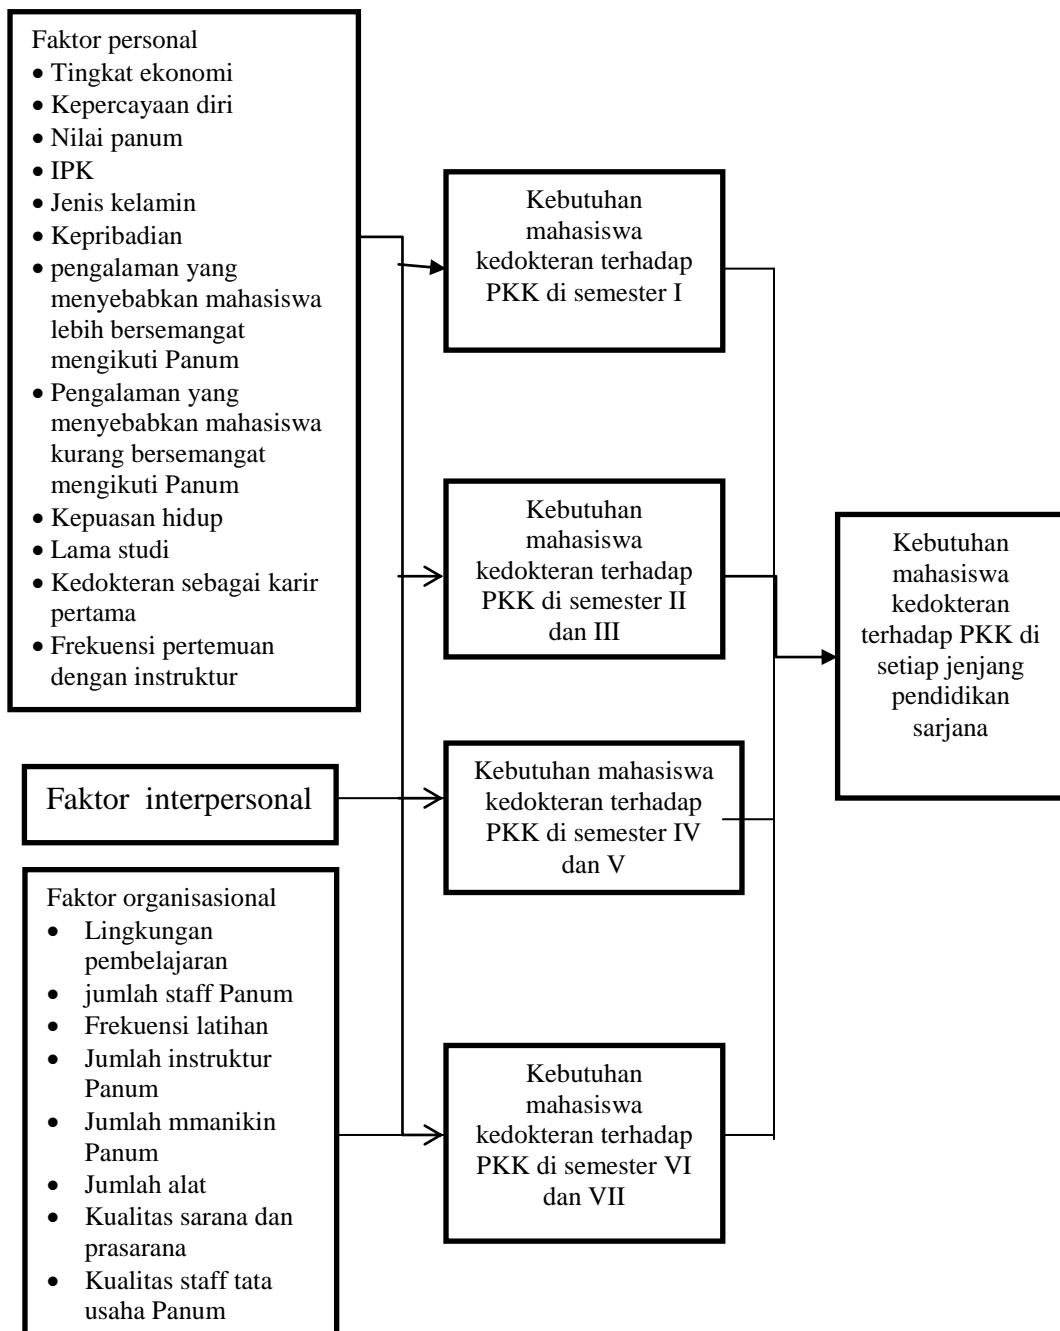 Faktor personal
• Tingkat ekonomi
• Kepercayaan diri
• Nilai panum
• IPK
• Jenis kelamin
• Kepribadian
• pengalaman yang
menyebabkan mahasiswa
lebih bersemangat
mengikuti Panum
• Pengalaman yang
menyebabkan mahasiswa
kurang bersemangat
mengikuti Panum
• Kepuasan hidup
• Lama studi
• Kedokteran sebagai karir
pertama
• Frekuensi pertemuan
dengan instruktur
Faktor interpersonal
Faktor organisasional
• Lingkungan
pembelajaran
• jumlah staff Panum
• Frekuensi latihan
• Jumlah instruktur
Panum
• Jumlah mmanikin
Panum
• Jumlah alat
• Kualitas sarana dan
prasarana
• Kualitas staff tata
usaha Panum
Kebutuhan
mahasiswa
kedokteran terhadap
PKK di semester I
Kebutuhan
mahasiswa
kedokteran terhadap
PKK di semester II
dan III
Kebutuhan mahasiswa
kedokteran terhadap
PKK di semester IV
dan V
Kebutuhan
mahasiswa
kedokteran terhadap
PKK di semester VI
dan VII
Kebutuhan
mahasiswa
kedokteran
terhadap PKK di
setiap jenjang
pendidikan
sarjana